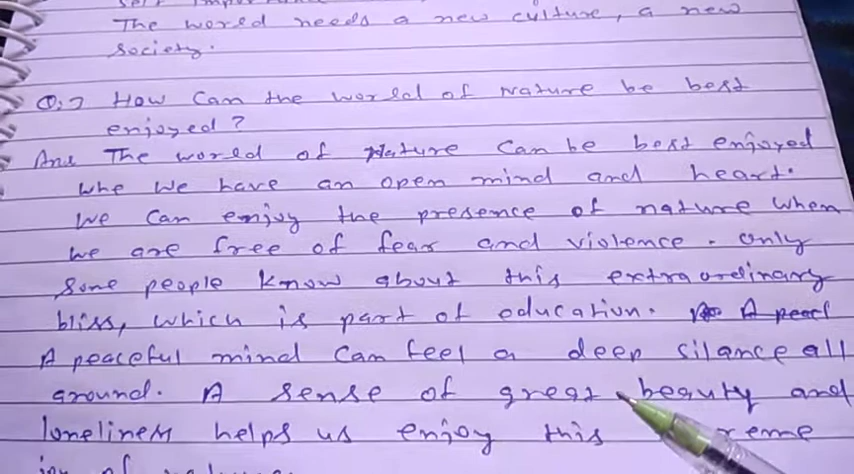 The world needs a new culture, a new
society.
Q.7 How can the world of Nature be best
enjoyed?
Ans The world of Nature can be best enjoyed
whe we have an open mind and heart.
We can enjoy the presence of nature when
we are free of fear and violence. only
some people know about this extraordinary
bliss, which is part of education. A
A peaceful mind can feel a deep silance all
around. A sense of great beauty and
loneliness helps us enjoy this
of